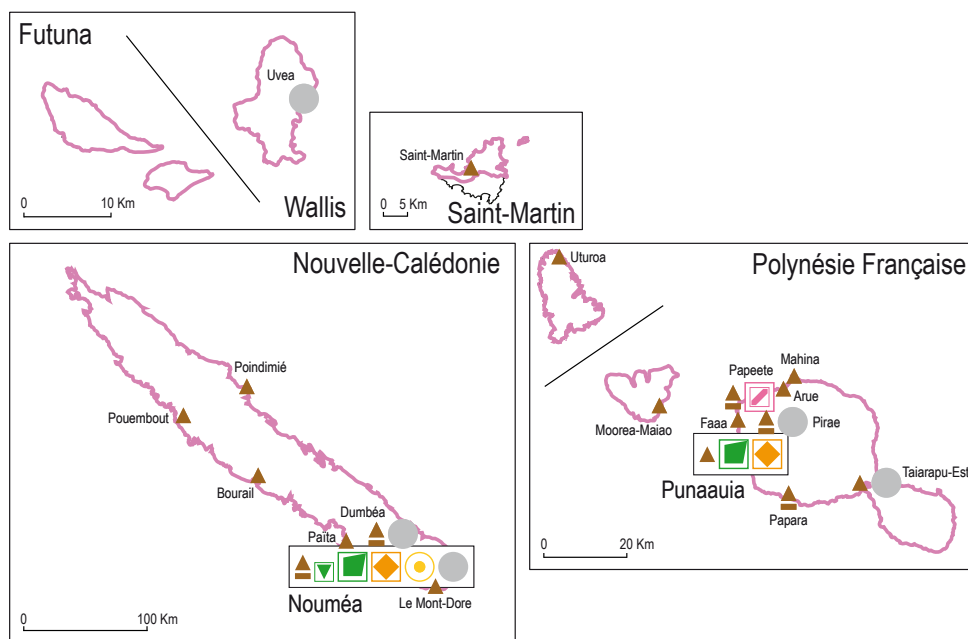 Futuna
Uvea
0 10 Km
Wallis
Saint-Martin
0 5 Km
Saint-Martin
Nouvelle-Calédonie
Poindimié
Pouembout
Bourail
Dumbéa
Païta
Nouméa
Le Mont-Dore
0 100 Km
Polynésie Française
Uturoa
Mahina
Papeete
Arue
Moorea-Maiao
Faaa
Pirae
Punaauia
Taiarapu-Est
Papara
0 20 Km